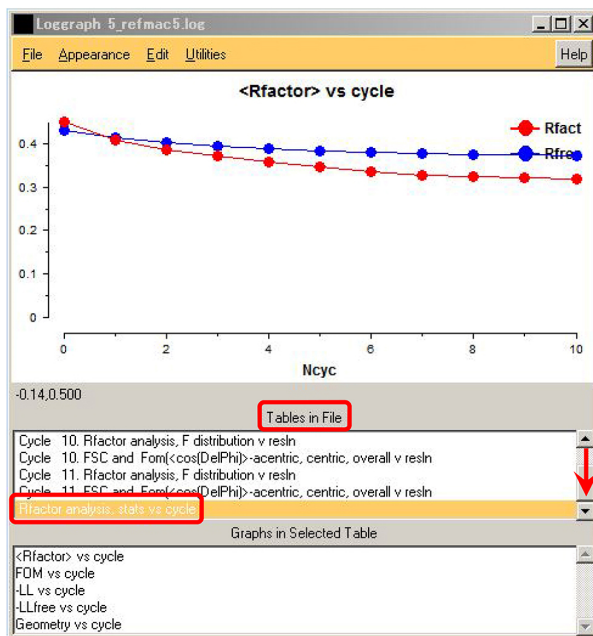 Loggraph 5_refmac5.log
File Appearance Edit Utilities Help
<Rfactor> vs cycle
Rfact
Rfree
0.4
0.3
0.2
0.1
0
0 2 4 6 8 10
Ncyc
-0.14,0.500
Tables in File
Cycle 10. Rfactor analysis, F distribution v resln
Cycle 10. FSC and Fom(<cos(DelPhi)>-acentric, centric, overall v resln
Cycle 11. Rfactor analysis, F distribution v resln
Cycle 11. FSC and Fom(<cos(DelPhi)>-acentric, centric, overall v resln
Rfactor analysis, stats vs cycle
Graphs in Selected Table
<Rfactor> vs cycle
FOM vs cycle
-LL vs cycle
-LLfree vs cycle
Geometry vs cycle